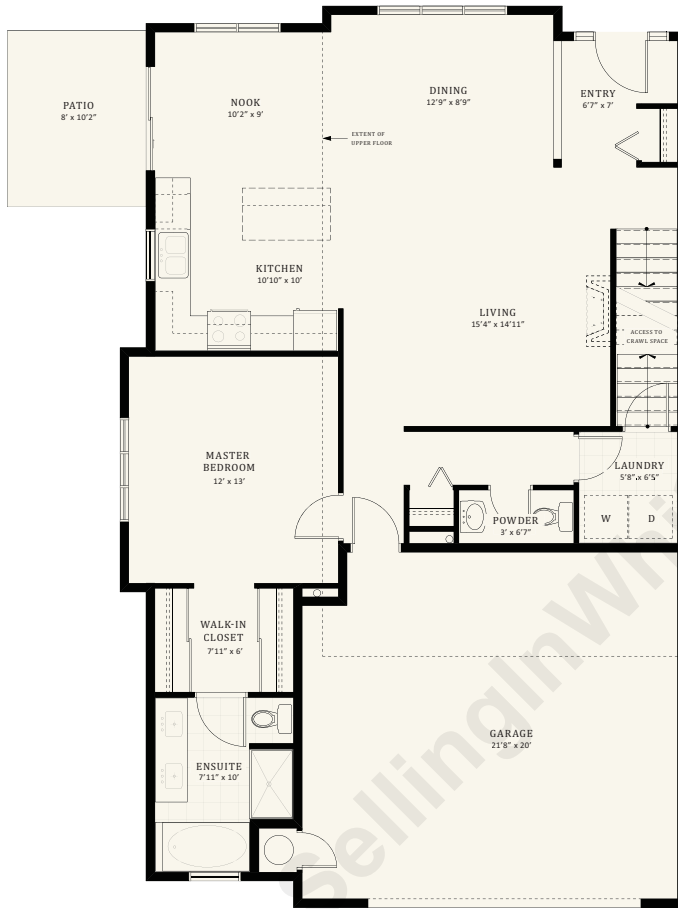 DINING
12'9" x 8'9"
ENTRY
6'7" x 7'
PATIO
8' x 10'2"
NOOK
10'2" x 9'
EXTENT OF
UPPER FLOOR
KITCHEN
10'10" x 10'
LIVING
15'4" x 14'11"
ACCESS TO
CRAWL SPACE
MASTER
BEDROOM
12' x 13'
LAUNDRY
5'8" x 6'5"
W
D
POWDER
3' x 6'7"
WALK-IN
CLOSET
7'11" x 6'
GARAGE
21'8" x 20'
ENSUITE
7'11" x 10'
SellingInWhi